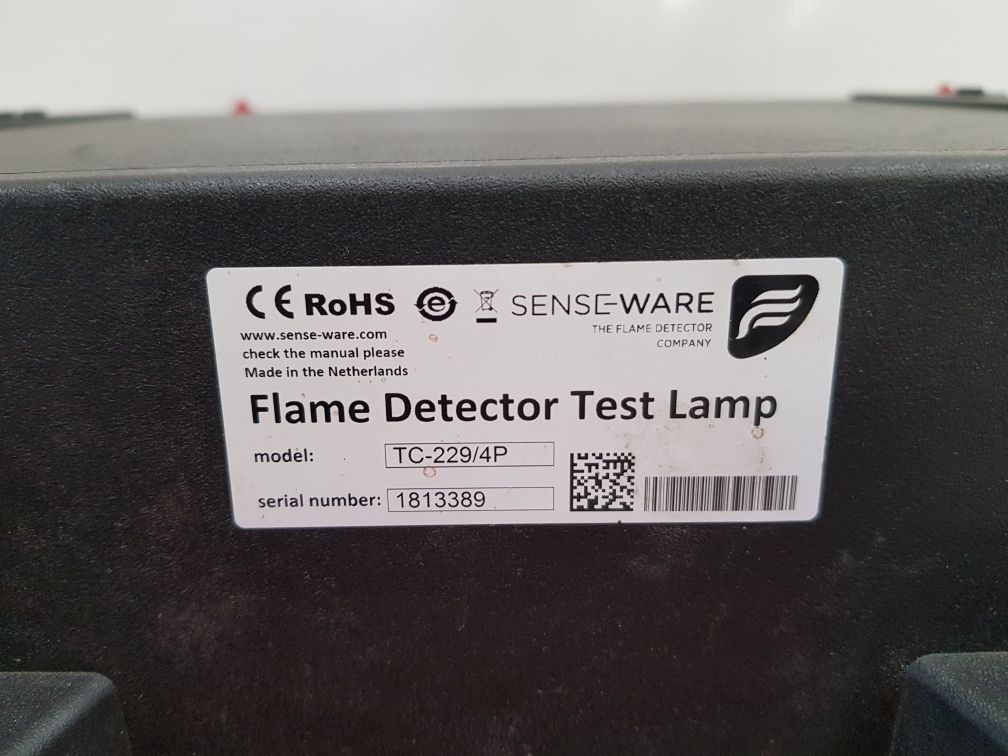 CE RoHS e SENSE-WARE
THE FLAME DETECTOR
COMPANY
www.sense-ware.com
check the manual please
Made in the Netherlands
Flame Detector Test Lamp
model: TC-229/4P
serial number: 1813389